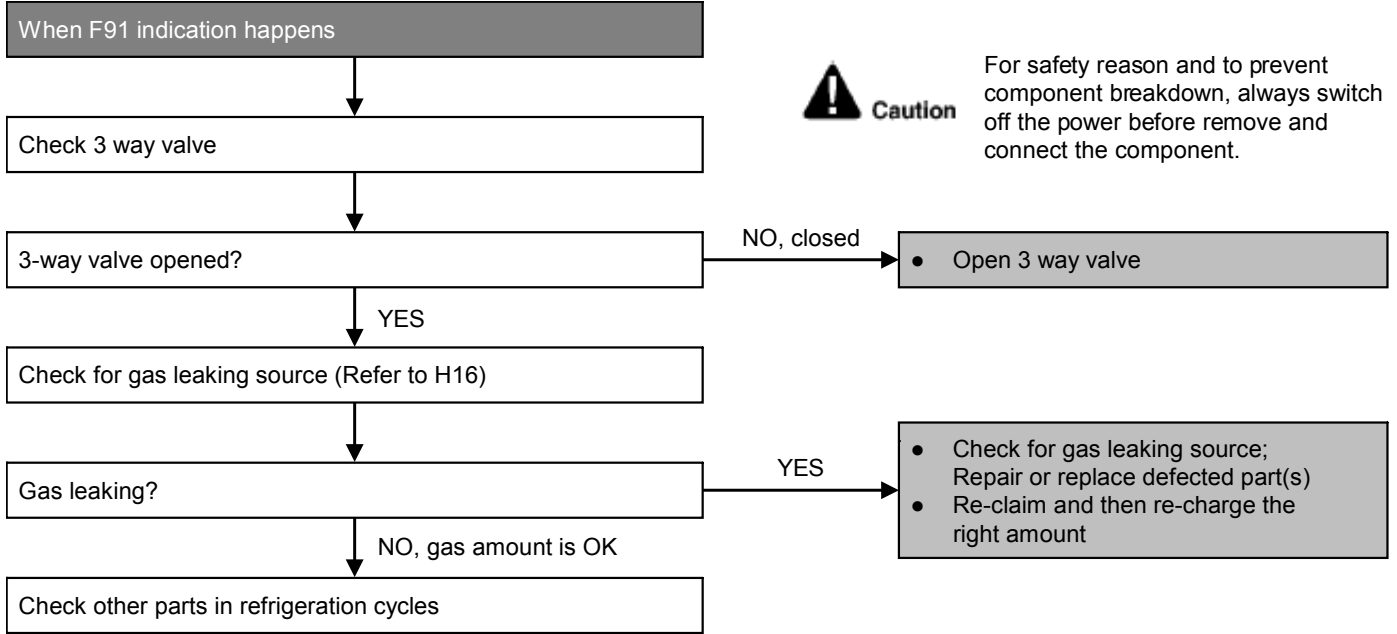 When F91 indication happens
Caution
For safety reason and to prevent
component breakdown, always switch
off the power before remove and
connect the component.
Check 3 way valve
3-way valve opened?
NO, closed
● Open 3 way valve
YES
Check for gas leaking source (Refer to H16)
Gas leaking?
YES
● Check for gas leaking source;
Repair or replace defected part(s)
● Re-claim and then re-charge the
right amount
NO, gas amount is OK
Check other parts in refrigeration cycles